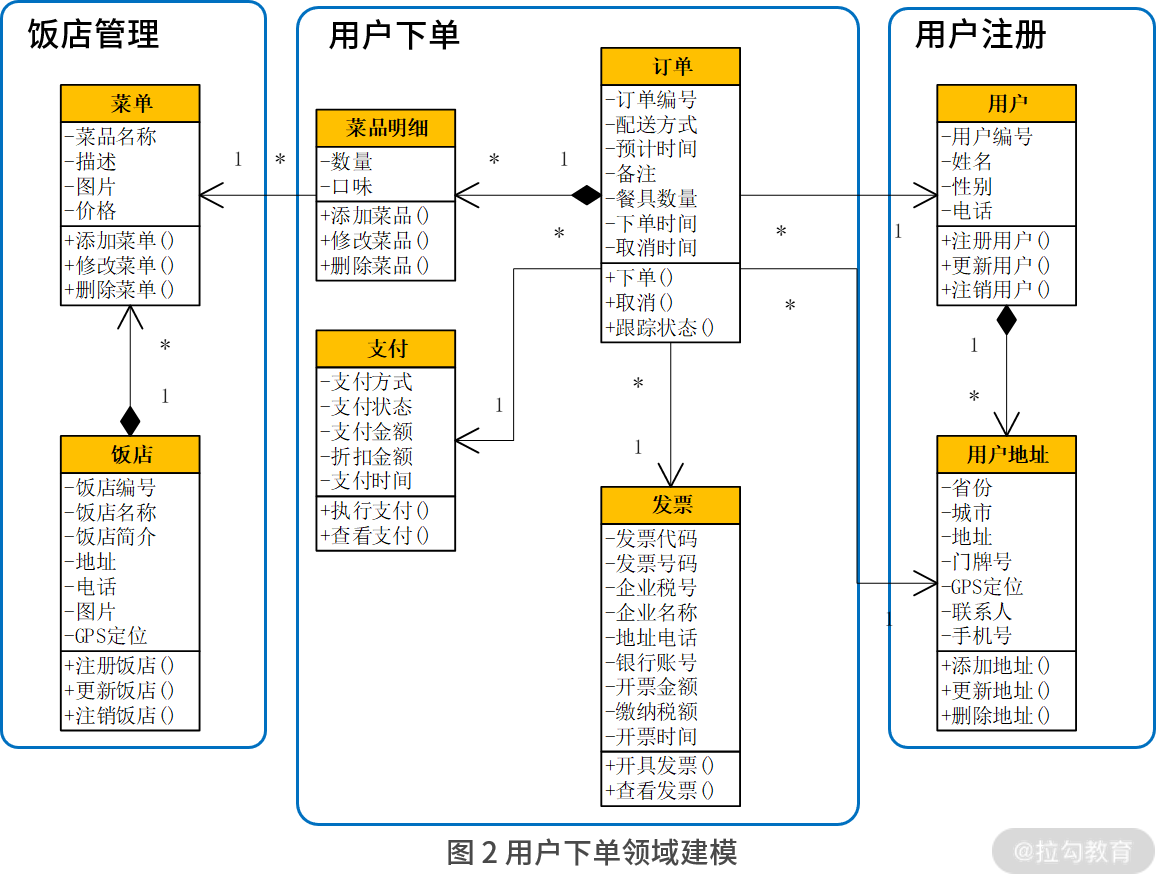 饭店管理
菜单
-菜品名称
-描述
-图片
-价格
+添加菜单()
+修改菜单()
+删除菜单()
*
1
饭店
-饭店编号
-饭店名称
-饭店简介
-地址
-电话
-图片
-GPS定位
+注册饭店()
+更新饭店()
+注销饭店()
1
*
用户下单
菜品明细
-数量
-口味
+添加菜品()
+修改菜品()
+删除菜品()
*
1
*
支付
-支付方式
-支付状态
-支付金额
-折扣金额
-支付时间
+执行支付()
+查看支付()
1
订单
-订单编号
-配送方式
-预计时间
-备注
-餐具数量
-下单时间
-取消时间
+下单()
+取消()
+跟踪状态()
*
1
发票
-发票代码
-发票号码
-企业税号
-企业名称
-地址电话
-银行账号
-开票金额
-缴纳税额
-开票时间
+开具发票()
+查看发票()
*
*
1
1
用户注册
用户
-用户编号
-姓名
-性别
-电话
+注册用户()
+更新用户()
+注销用户()
1
*
用户地址
-省份
-城市
-地址
-门牌号
-GPS定位
-联系人
-手机号
+添加地址()
+更新地址()
+删除地址()
图 2 用户下单领域建模
@拉勾教育